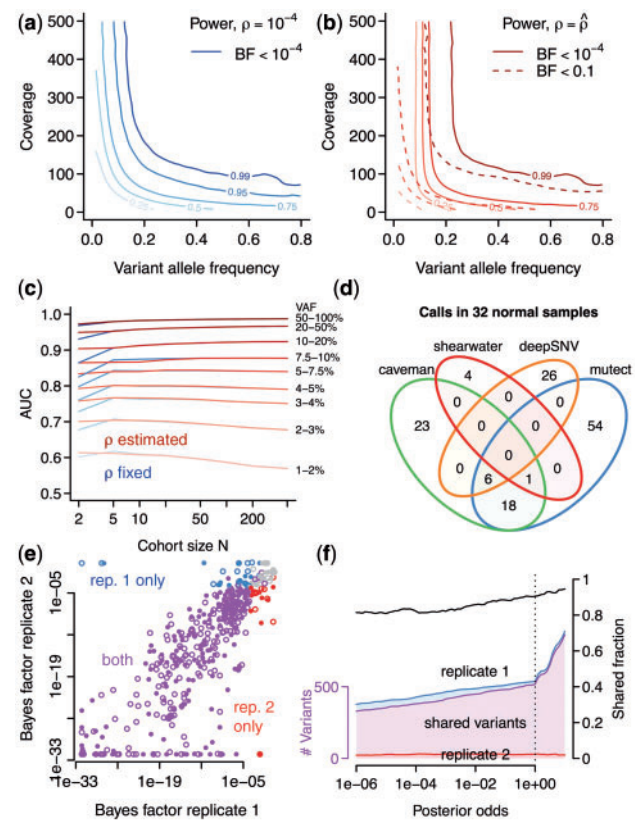 (a)
Power, ρ = 10⁻⁴
BF < 10⁻⁴
Coverage
500
400
300
200
100
0
0.25
0.5
0.75
0.95
0.99
0.0
0.2
0.4
0.6
0.8
Variant allele frequency
(b)
Power, ρ = ρ̂
BF < 10⁻⁴
BF < 0.1
Coverage
500
400
300
200
100
0
0.25
0.5
0.75
0.99
0.0
0.2
0.4
0.6
0.8
Variant allele frequency
(c)
AUC
1.0
0.9
0.8
0.7
0.6
0.5
VAF
50–100%
20–50%
10–20%
7.5–10%
5–7.5%
4–5%
3–4%
2–3%
1–2%
ρ estimated
ρ fixed
2
5
10
50
200
Cohort size N
(d)
Calls in 32 normal samples
shearwater
deepSNV
caveman
mutect
4
26
23
0
0
0
54
0
0
0
0
0
6
1
18
(e)
rep. 1 only
both
rep. 2
only
Bayes factor replicate 2
1e−05
1e−19
1e−33
1e−33
1e−19
1e−05
Bayes factor replicate 1
(f)
# Variants
500
0
replicate 1
shared variants
replicate 2
1
0.8
0.6
0.4
0.2
0
Shared fraction
1e−06
1e−04
1e−02
1e+00
Posterior odds